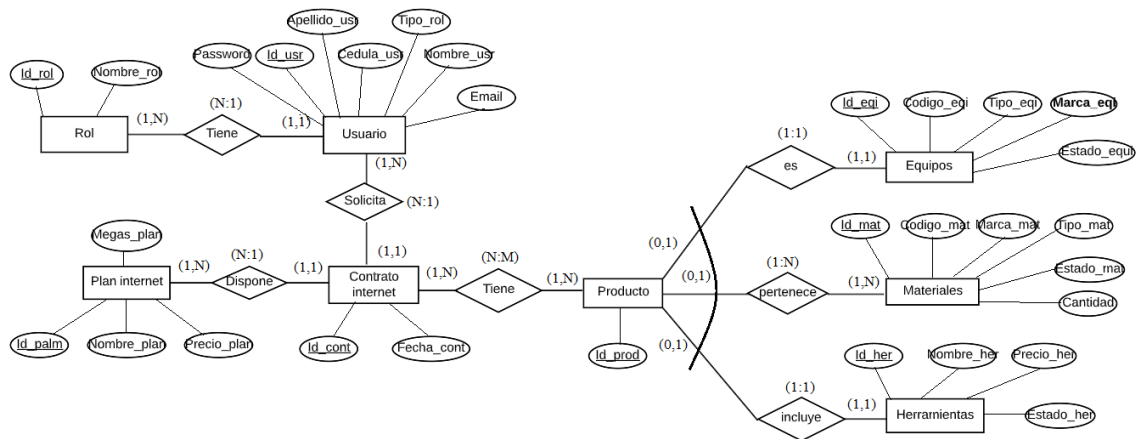 Apellido_usr
Tipo_rol
Password
Id_usr
Cedula_usr
Nombre_usr
Id_rol
Nombre_rol
Email
(N:1)
Rol
(1,N)
Tiene
(1,1)
Usuario
(1,N)
Solicita
(N:1)
(1,1)
Megas_plan
Plan internet
(1,N)
(N:1)
Dispone
(1,1)
Contrato
internet
(1,N)
(N:M)
Tiene
(1,N)
Producto
Id_palm
Nombre_plan
Precio_plan
Id_cont
Fecha_cont
Id_prod
(0,1)
(0,1)
(0,1)
(1:1)
es
(1,1)
Equipos
Id_eqi
Codigo_eqi
Tipo_eqi
Marca_eqi
Estado_equi
(1:N)
pertenece
(1,N)
Materiales
Id_mat
Codigo_mat
Marca_mat
Tipo_mat
Estado_mat
Cantidad
(1:1)
incluye
(1,1)
Herramientas
Id_her
Nombre_her
Precio_her
Estado_her